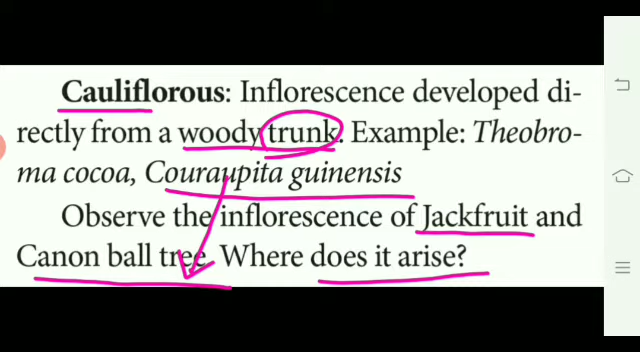 Cauliflorous: Inflorescence developed di-
rectly from a woody trunk. Example: Theobro-
ma cocoa, Couraupita guinensis
Observe the inflorescence of Jackfruit and
Canon ball tree. Where does it arise?